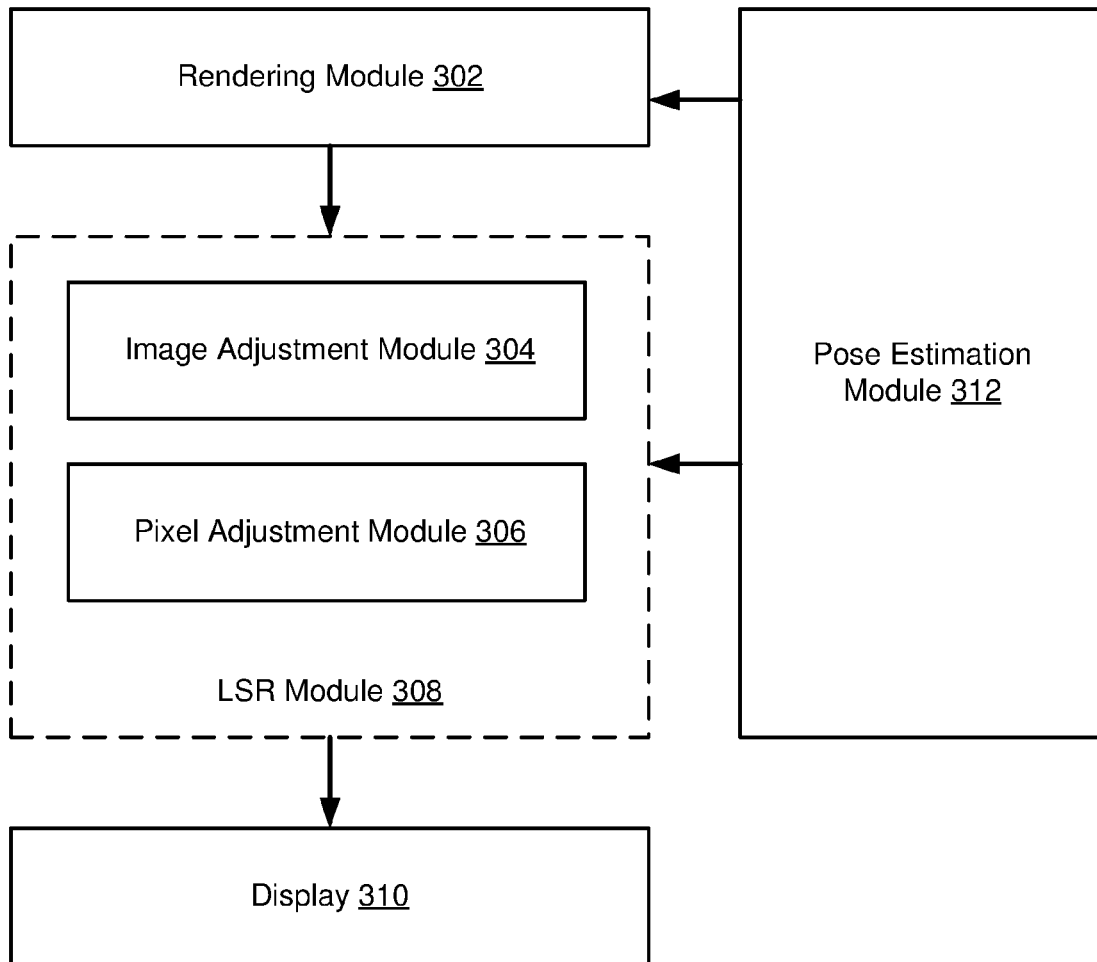 Rendering Module 302
Image Adjustment Module 304
Pose Estimation
Module 312
Pixel Adjustment Module 306
LSR Module 308
Display 310